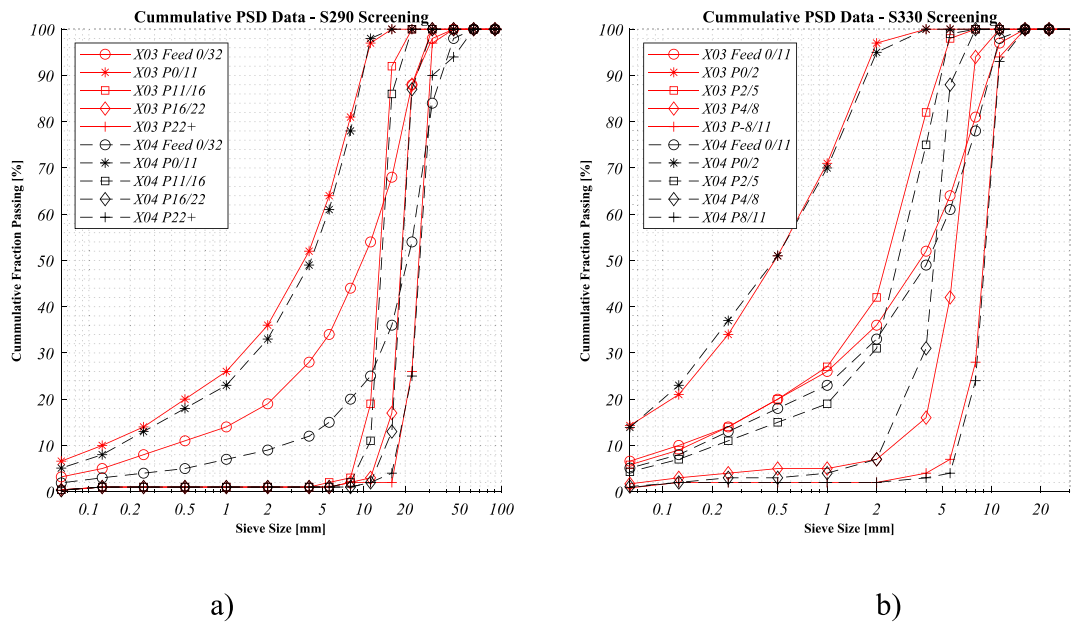 Cummulative PSD Data - S290 Screening
100
90
80
70
60
50
40
30
20
10
0
Cummulative Fraction Passing [%]
X03 Feed 0/32
X03 P0/11
X03 P11/16
X03 P16/22
X03 P22+
X04 Feed 0/32
X04 P0/11
X04 P11/16
X04 P16/22
X04 P22+
0.1 0.2 0.5 1 2 5 10 20 50 100
Sieve Size [mm]
a)
Cummulative PSD Data - S330 Screening
100
90
80
70
60
50
40
30
20
10
0
Cummulative Fraction Passing [%]
X03 Feed 0/11
X03 P0/2
X03 P2/5
X03 P4/8
X03 P-8/11
X04 Feed 0/11
X04 P0/2
X04 P2/5
X04 P4/8
X04 P8/11
0.1 0.2 0.5 1 2 5 10 20
Sieve Size [mm]
b)